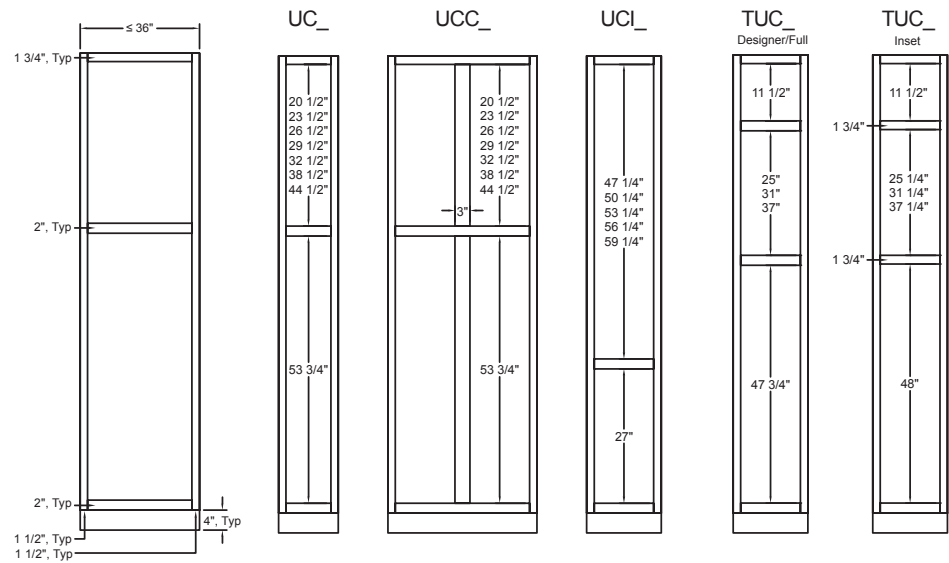 ≤ 36"
1 3/4", Typ
2", Typ
2", Typ
4", Typ
1 1/2", Typ
1 1/2", Typ
UC_
20 1/2"
23 1/2"
26 1/2"
29 1/2"
32 1/2"
38 1/2"
44 1/2"
53 3/4"
UCC_
20 1/2"
23 1/2"
26 1/2"
29 1/2"
32 1/2"
38 1/2"
44 1/2"
3"
53 3/4"
UCI_
47 1/4"
50 1/4"
53 1/4"
56 1/4"
59 1/4"
27"
TUC_
Designer/Full
11 1/2"
25"
31"
37"
47 3/4"
TUC_
Inset
11 1/2"
1 3/4"
25 1/4"
31 1/4"
37 1/4"
1 3/4"
48"